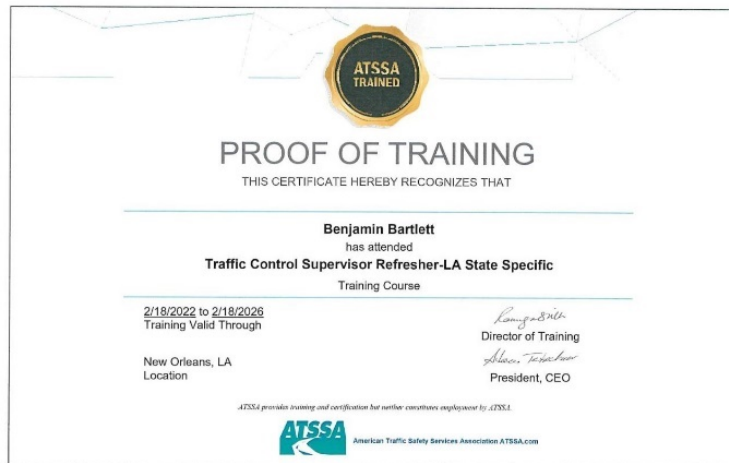 ATSSA
TRAINED
PROOF OF TRAINING
THIS CERTIFICATE HEREBY RECOGNIZES THAT
Benjamin Bartlett
has attended
Traffic Control Supervisor Refresher-LA State Specific
Training Course
2/18/2022 to 2/18/2026
Training Valid Through
Director of Training
New Orleans, LA
Location
President, CEO
ATSSA provides training and certification but neither constitutes employment by ATSSA.
ATSSA
American Traffic Safety Services Association ATSSA.com